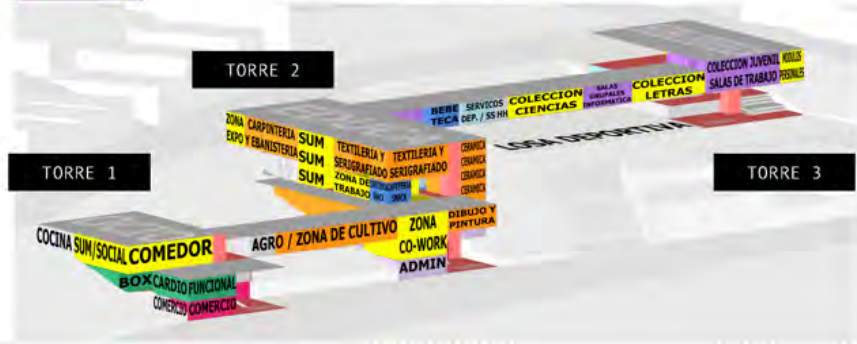 TORRE 2
COLECCION JUVENIL
MODULOS
SALAS DE TRABAJO
PERSONALES
BEBE
TECA
SERVICOS
DEP. / SS HH
COLECCION
CIENCIAS
SALAS
GRUPALES
INFORMATICA
COLECCION
LETRAS
LOSA DEPORTIVA
ZONA
EXPO
CARPINTERIA
Y EBANISTERIA
SUM
SUM
SUM
TEXTILERIA Y
SERIGRAFIADO
TEXTILERIA Y
SERIGRAFIADO
ZONA DE
TRABAJO
CERAMICA
CERAMICA
CERAMICA
CERAMICA
CERAMICA
TORRE 1
TORRE 3
COCINA
SUM/SOCIAL
COMEDOR
AGRO / ZONA DE CULTIVO
ZONA
CO-WORK
DIBUJO Y
PINTURA
ADMIN
BOX
CARDIO
FUNCIONAL
COMERCIO
COMERCIO